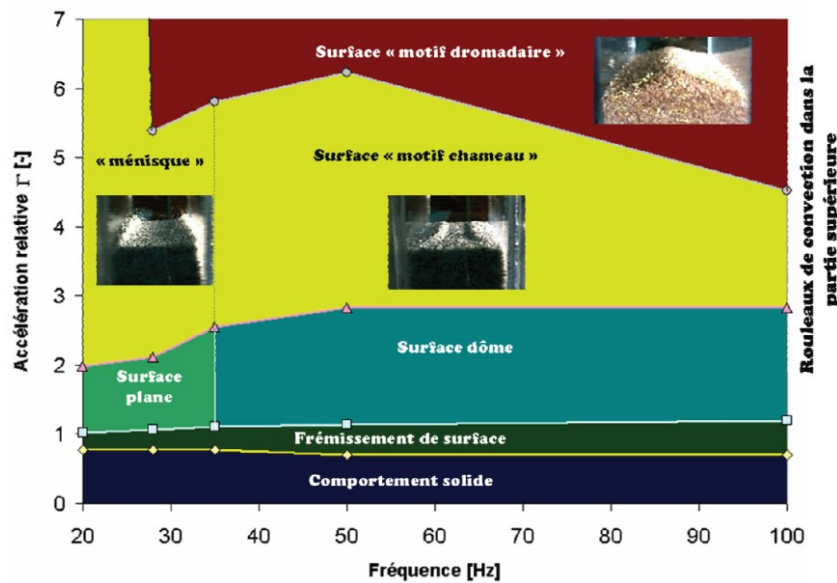 7
6
5
4
3
2
1
0
Accélération relative Γ [-]
Surface « motif dromadaire »
« ménisque »
Surface « motif chameau »
Surface
plane
Surface dôme
Frémissement de surface
Comportement solide
20 30 40 50 60 70 80 90 100
Fréquence [Hz]
Rouleaux de convection dans la
partie supérieure